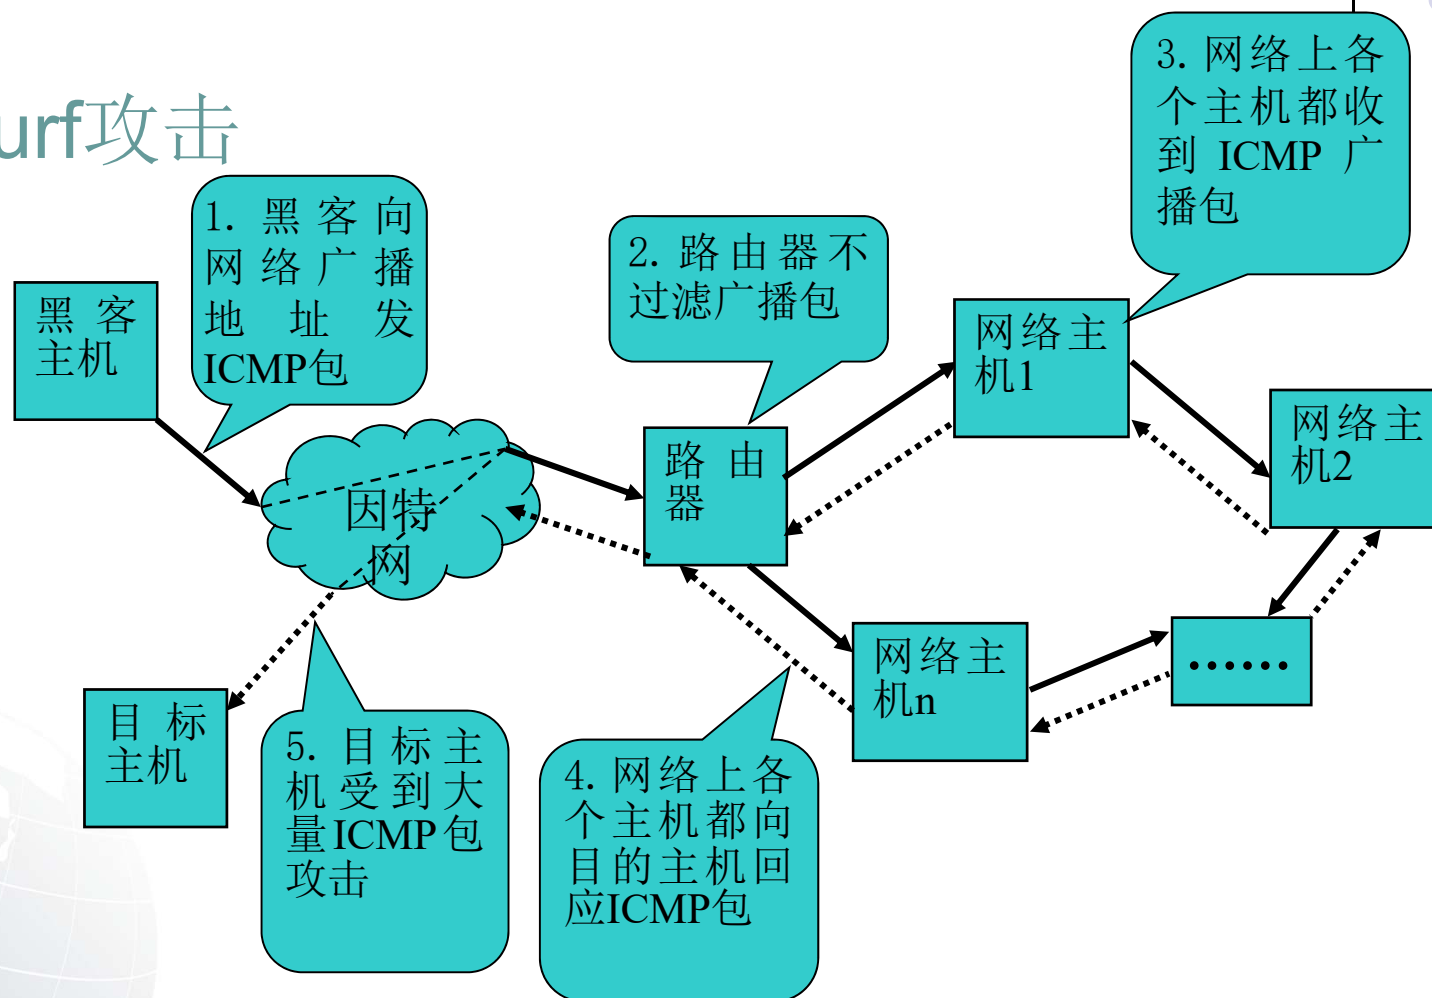 urf攻击
1. 黑客向
网络广播
地址发
ICMP包
2. 路由器不
过滤广播包
3. 网络上各
个主机都收
到 ICMP 广
播包
黑客
主机
网络主
机1
网络主
机2
路由
器
因特
网
网络主
机n
……
目标
主机
5. 目标主
机受到大
量ICMP包
攻击
4. 网络上各
个主机都向
目的主机回
应ICMP包